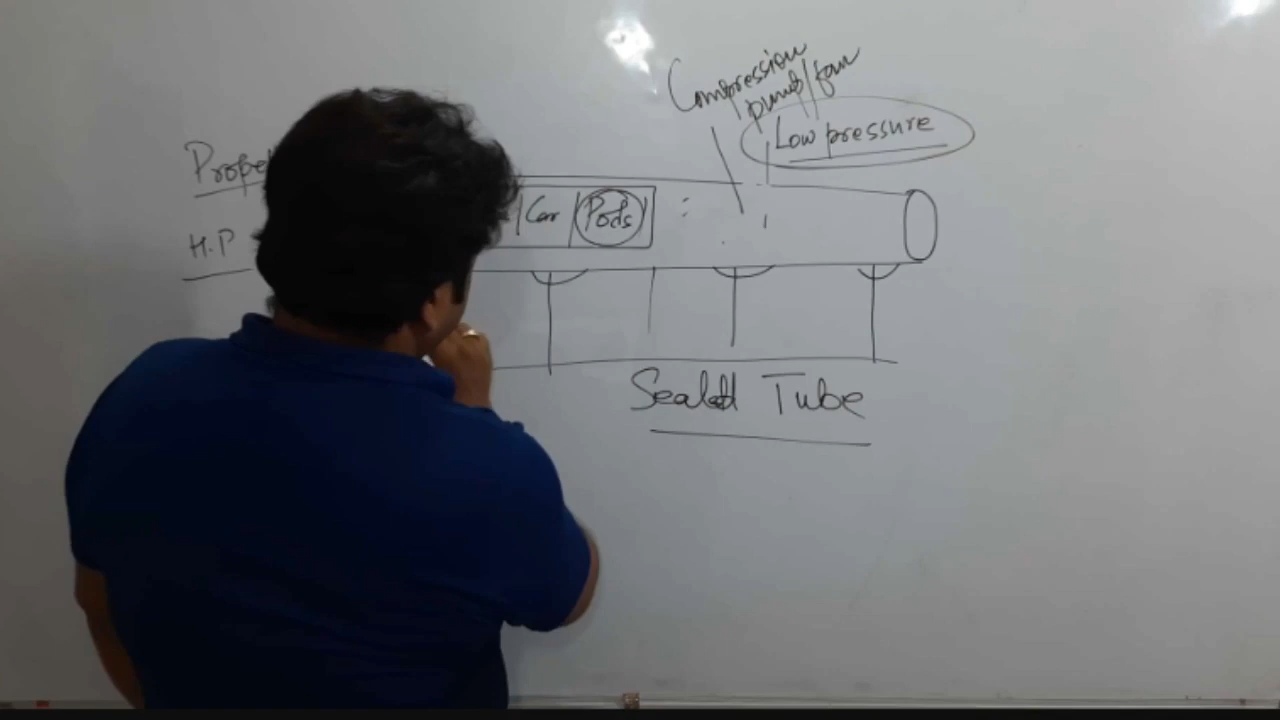 Compression
pump/fan
Low pressure
Prope
H.P
Car Pods
Sealed Tube